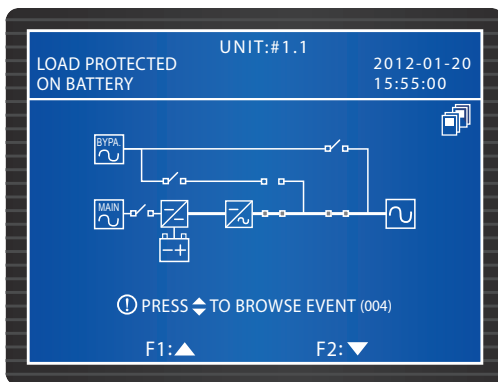 UNIT:#1.1
LOAD PROTECTED
ON BATTERY
2012-01-20
15:55:00
BYPA.
MAIN
PRESS TO BROWSE EVENT (004)
F1: F2: